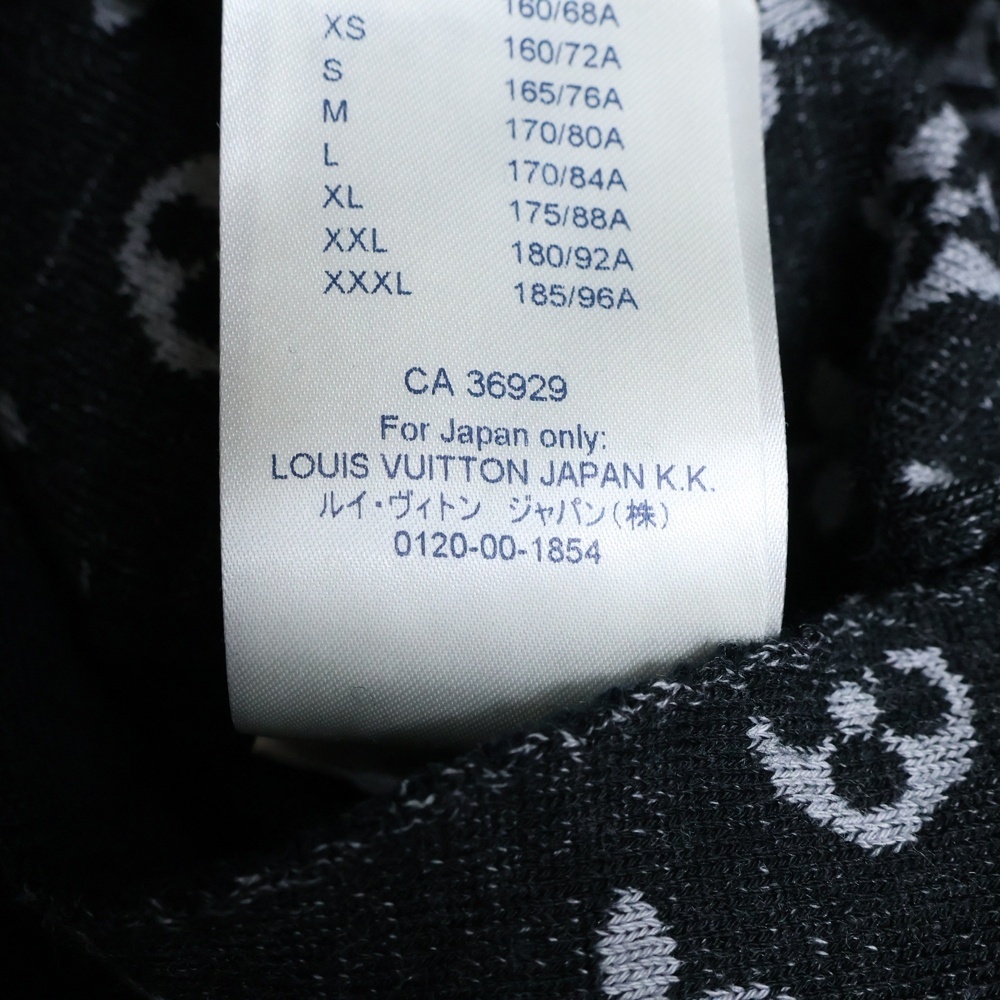 XS 160/68A
S 160/72A
M 165/76A
L 170/80A
XL 170/84A
XXL 175/88A
XXXL 180/92A
185/96A
CA 36929
For Japan only:
LOUIS VUITTON JAPAN K.K.
ルイ・ヴィトン ジャパン(株)
0120-00-1854